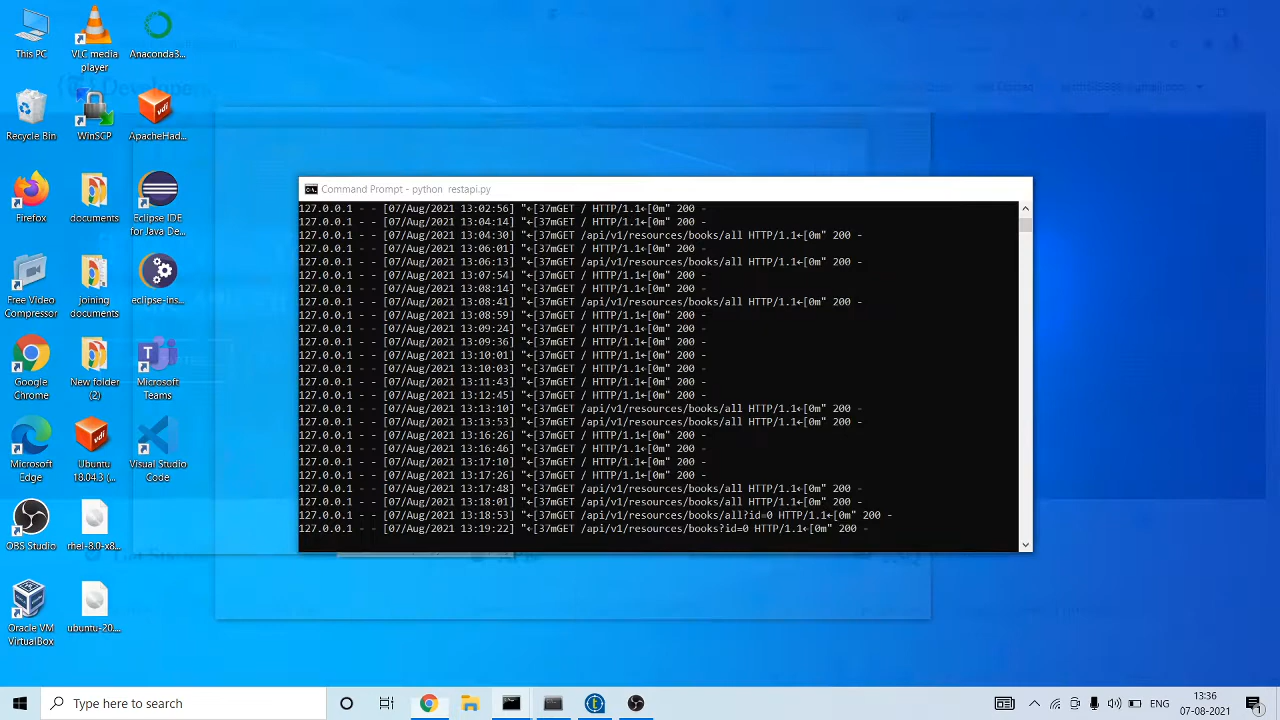 This PC
VLC media
player
Anaconda3...
Recycle Bin
WinSCP
ApacheHad...
Firefox
documents
Eclipse IDE
for Java De...
Free Video
Compressor
joining
documents
eclipse-ins...
Google
Chrome
New folder
(2)
Microsoft
Teams
Microsoft
Edge
Ubuntu
18.04.3 (...
Visual Studio
Code
OBS Studio
rhel-8.0-x8...
Oracle VM
VirtualBox
ubuntu-20....
Developers
Command Prompt - python  restapi.py
127.0.0.1 - - [07/Aug/2021 13:02:56] "←[37mGET / HTTP/1.1←[0m" 200 -
127.0.0.1 - - [07/Aug/2021 13:04:14] "←[37mGET / HTTP/1.1←[0m" 200 -
127.0.0.1 - - [07/Aug/2021 13:04:30] "←[37mGET /api/v1/resources/books/all HTTP/1.1←[0m" 200 -
127.0.0.1 - - [07/Aug/2021 13:06:01] "←[37mGET / HTTP/1.1←[0m" 200 -
127.0.0.1 - - [07/Aug/2021 13:06:13] "←[37mGET /api/v1/resources/books/all HTTP/1.1←[0m" 200 -
127.0.0.1 - - [07/Aug/2021 13:07:54] "←[37mGET / HTTP/1.1←[0m" 200 -
127.0.0.1 - - [07/Aug/2021 13:08:14] "←[37mGET / HTTP/1.1←[0m" 200 -
127.0.0.1 - - [07/Aug/2021 13:08:41] "←[37mGET /api/v1/resources/books/all HTTP/1.1←[0m" 200 -
127.0.0.1 - - [07/Aug/2021 13:08:59] "←[37mGET / HTTP/1.1←[0m" 200 -
127.0.0.1 - - [07/Aug/2021 13:09:24] "←[37mGET / HTTP/1.1←[0m" 200 -
127.0.0.1 - - [07/Aug/2021 13:09:36] "←[37mGET / HTTP/1.1←[0m" 200 -
127.0.0.1 - - [07/Aug/2021 13:10:01] "←[37mGET / HTTP/1.1←[0m" 200 -
127.0.0.1 - - [07/Aug/2021 13:10:03] "←[37mGET / HTTP/1.1←[0m" 200 -
127.0.0.1 - - [07/Aug/2021 13:11:43] "←[37mGET / HTTP/1.1←[0m" 200 -
127.0.0.1 - - [07/Aug/2021 13:12:45] "←[37mGET / HTTP/1.1←[0m" 200 -
127.0.0.1 - - [07/Aug/2021 13:13:10] "←[37mGET /api/v1/resources/books/all HTTP/1.1←[0m" 200 -
127.0.0.1 - - [07/Aug/2021 13:13:53] "←[37mGET /api/v1/resources/books/all HTTP/1.1←[0m" 200 -
127.0.0.1 - - [07/Aug/2021 13:16:26] "←[37mGET / HTTP/1.1←[0m" 200 -
127.0.0.1 - - [07/Aug/2021 13:16:46] "←[37mGET / HTTP/1.1←[0m" 200 -
127.0.0.1 - - [07/Aug/2021 13:17:10] "←[37mGET / HTTP/1.1←[0m" 200 -
127.0.0.1 - - [07/Aug/2021 13:17:26] "←[37mGET / HTTP/1.1←[0m" 200 -
127.0.0.1 - - [07/Aug/2021 13:17:48] "←[37mGET /api/v1/resources/books/all HTTP/1.1←[0m" 200 -
127.0.0.1 - - [07/Aug/2021 13:18:01] "←[37mGET /api/v1/resources/books/all HTTP/1.1←[0m" 200 -
127.0.0.1 - - [07/Aug/2021 13:18:53] "←[37mGET /api/v1/resources/books/all?id=0 HTTP/1.1←[0m" 200 -
127.0.0.1 - - [07/Aug/2021 13:19:22] "←[37mGET /api/v1/resources/books?id=0 HTTP/1.1←[0m" 200 -
Type here to search
ENG
13:36
07-08-2021
1